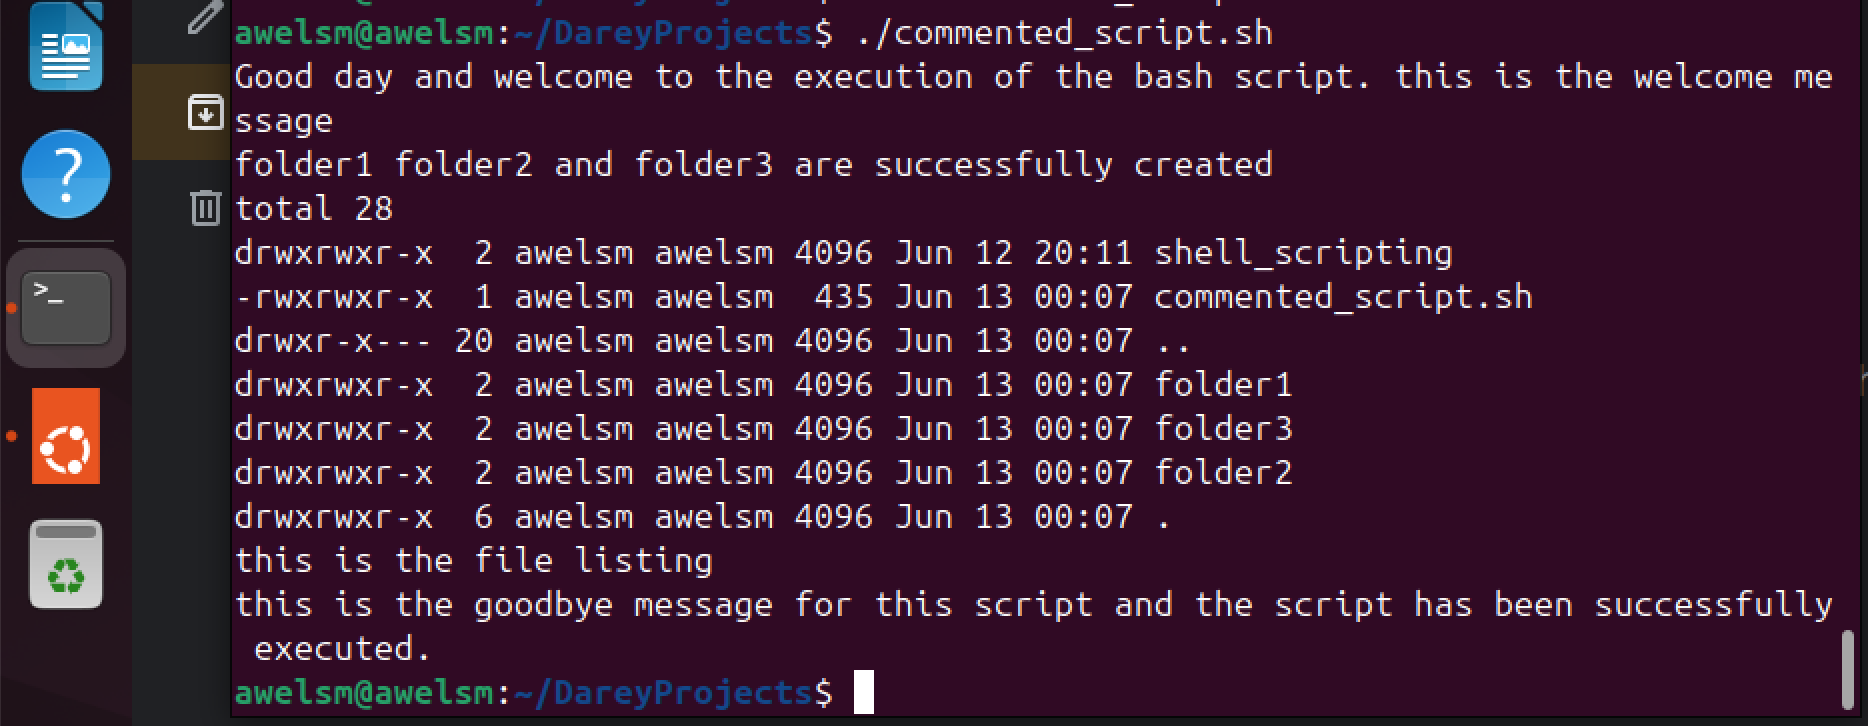 awelsm@awelsm:~/DareyProjects$ ./commented_script.sh
Good day and welcome to the execution of the bash script. this is the welcome me
ssage
folder1 folder2 and folder3 are successfully created
total 28
drwxrwxr-x  2 awelsm awelsm 4096 Jun 12 20:11 shell_scripting
-rwxrwxr-x  1 awelsm awelsm  435 Jun 13 00:07 commented_script.sh
drwxr-x--- 20 awelsm awelsm 4096 Jun 13 00:07 ..
drwxrwxr-x  2 awelsm awelsm 4096 Jun 13 00:07 folder1
drwxrwxr-x  2 awelsm awelsm 4096 Jun 13 00:07 folder3
drwxrwxr-x  2 awelsm awelsm 4096 Jun 13 00:07 folder2
drwxrwxr-x  6 awelsm awelsm 4096 Jun 13 00:07 .
this is the file listing
this is the goodbye message for this script and the script has been successfully
 executed.
awelsm@awelsm:~/DareyProjects$